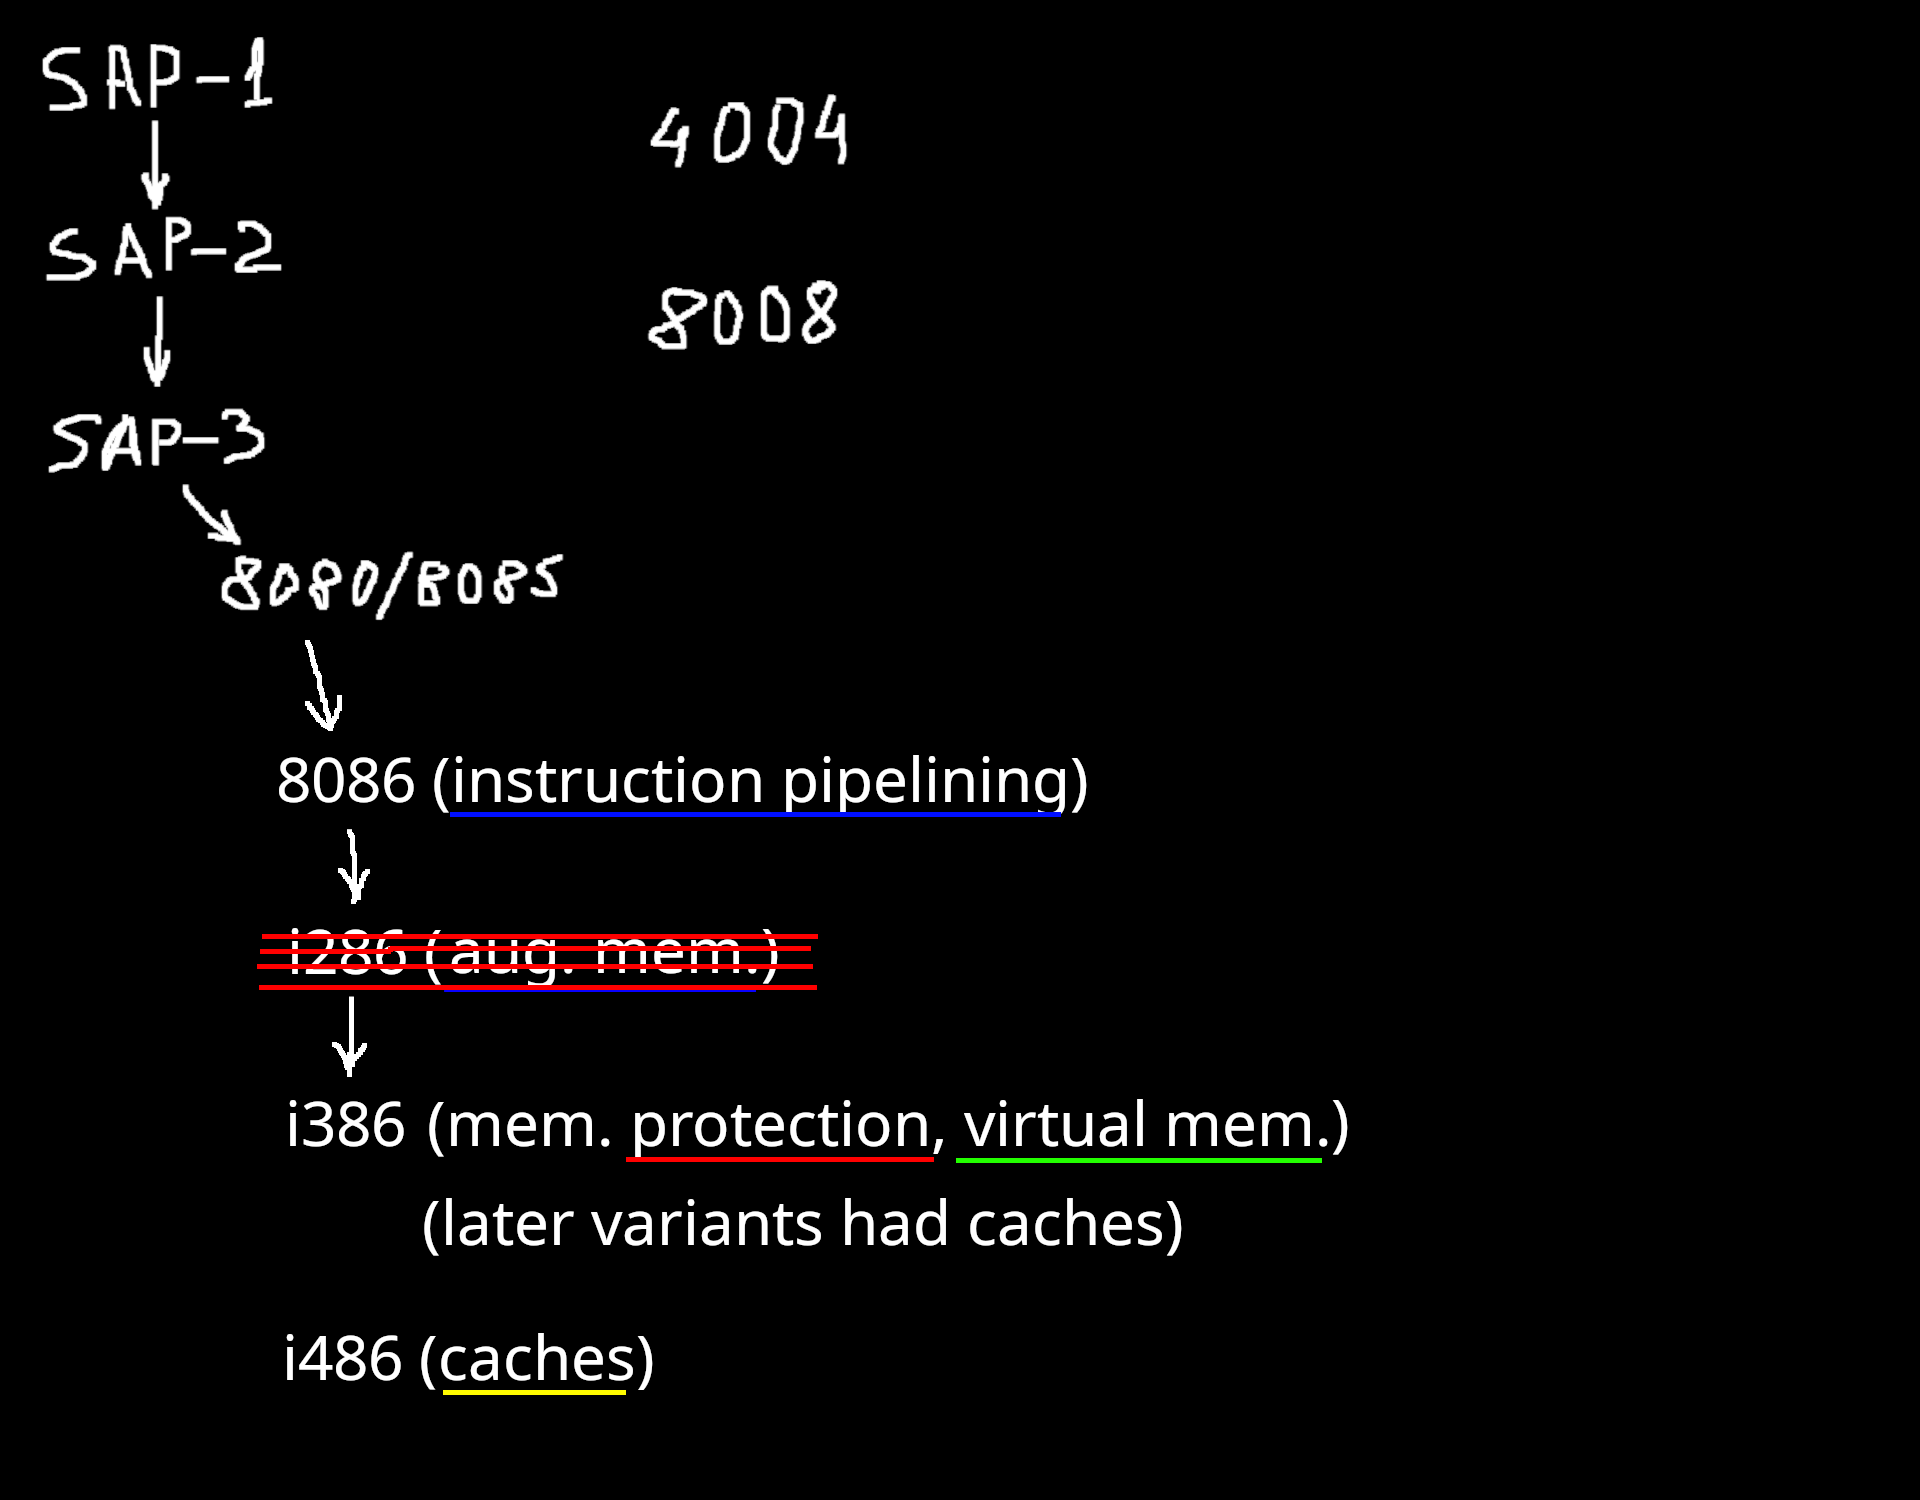 SAP-1
4004
SAP-2
8008
SAP-3
8080/8085
8086 (instruction pipelining)
i286 (aug. mem.)
i386 (mem. protection, virtual mem.)
(later variants had caches)
i486 (caches)